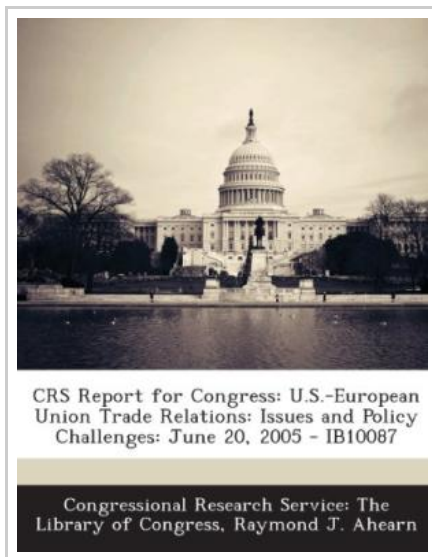 CRS Report for Congress: U.S.-European
Union Trade Relations: Issues and Policy
Challenges: June 20, 2005 - IB10087
Congressional Research Service: The
Library of Congress, Raymond J. Ahearn